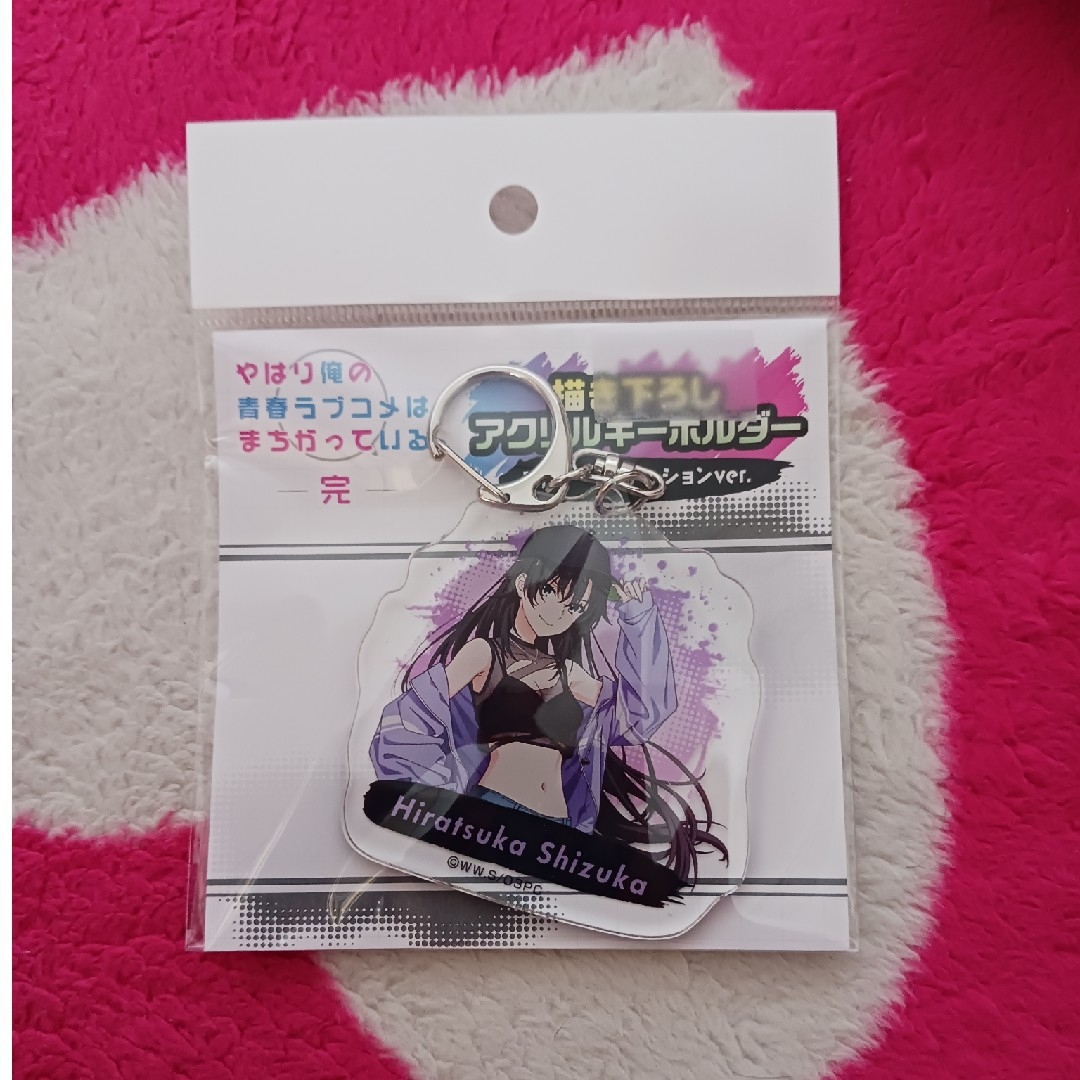 やはり俺の
青春ラブコメは
まちがっている
完
描き下ろし
アクリルキーホルダー
ションver.
Hiratsuka Shizuka
©WW,S/O3PC